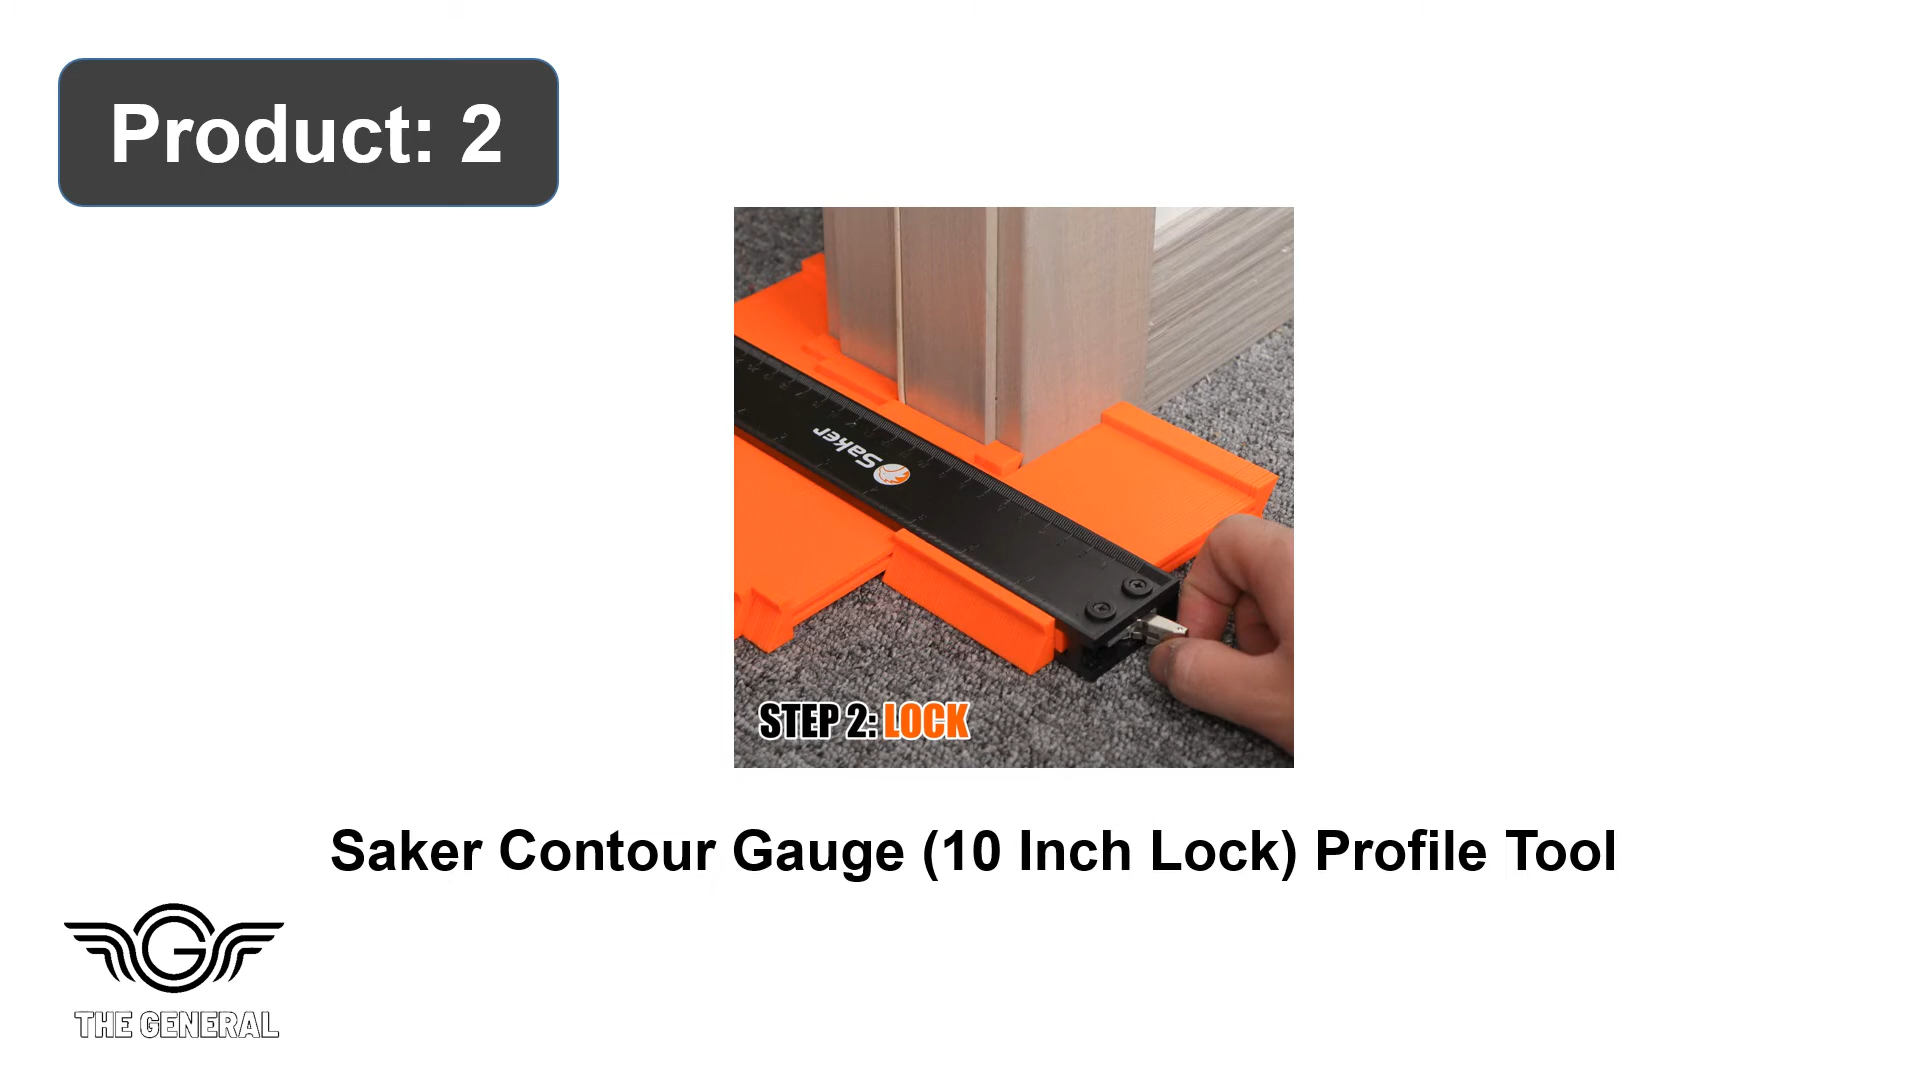 Product: 2
Saker
STEP 2: LOCK
Saker Contour Gauge (10 Inch Lock) Profile Tool
G
THE GENERAL